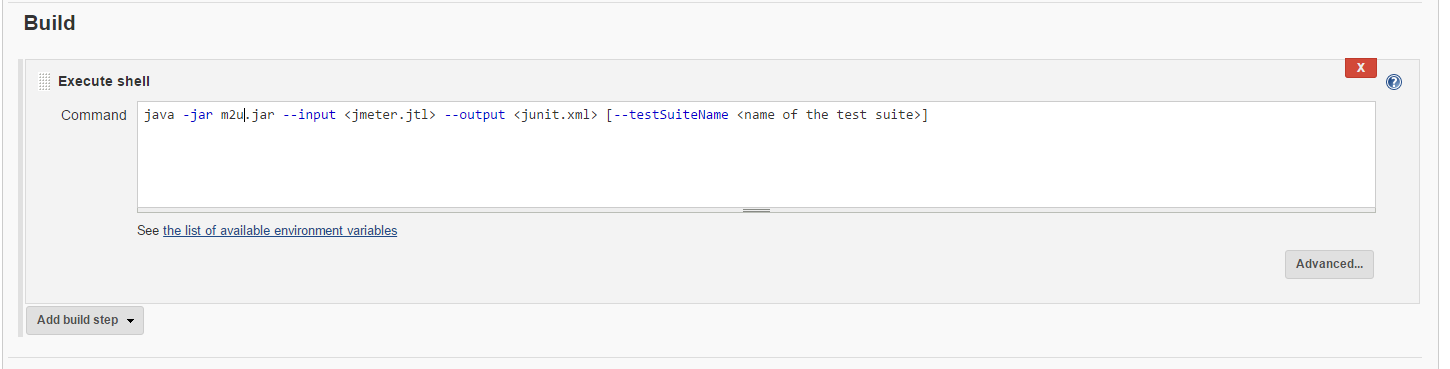 Build
X
Execute shell
?
Command
java -jar m2u.jar --input <jmeter.jtl> --output <junit.xml> [--testSuiteName <name of the test suite>]
See the list of available environment variables
Advanced...
Add build step